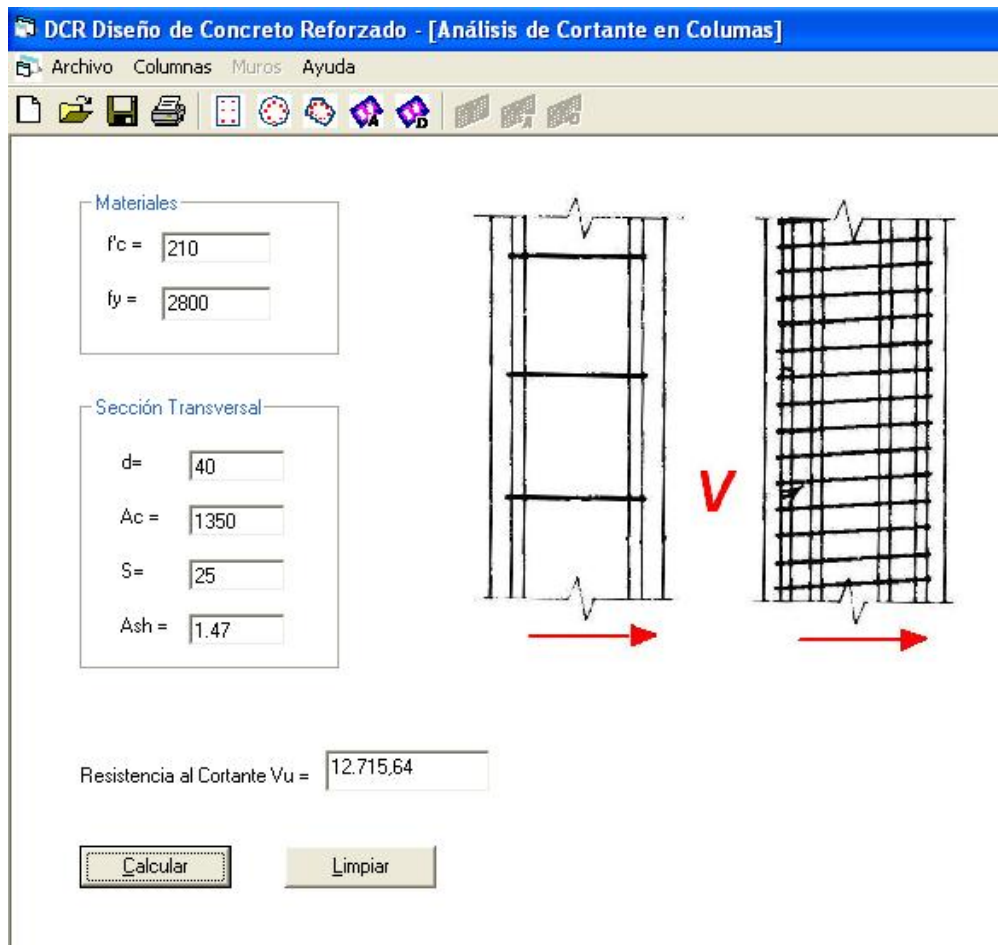 DCR Diseño de Concreto Reforzado - [Análisis de Cortante en Columas]
Archivo Columnas Muros Ayuda
A D A D
Materiales
f'c = 210
fy = 2800
Sección Transversal
d= 40
Ac = 1350
S= 25
Ash = 1.47
V
Resistencia al Cortante Vu = 12.715,64
Calcular Limpiar